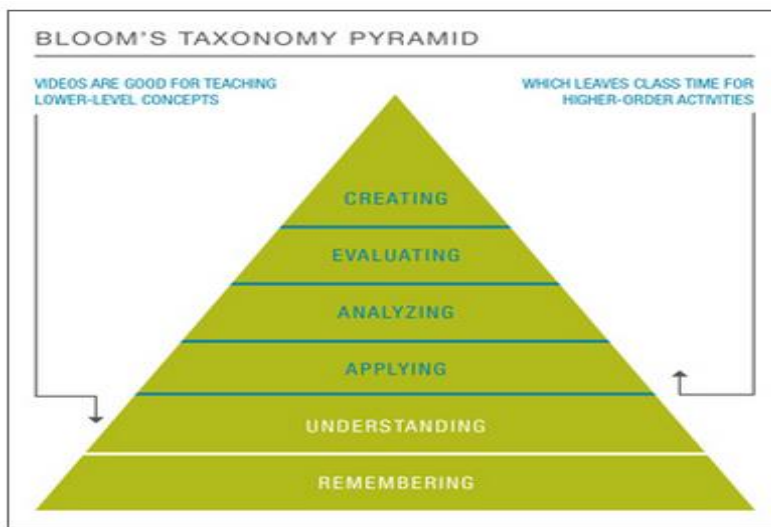 BLOOM'S TAXONOMY PYRAMID
VIDEOS ARE GOOD FOR TEACHING
LOWER-LEVEL CONCEPTS
WHICH LEAVES CLASS TIME FOR
HIGHER-ORDER ACTIVITIES
CREATING
EVALUATING
ANALYZING
APPLYING
UNDERSTANDING
REMEMBERING